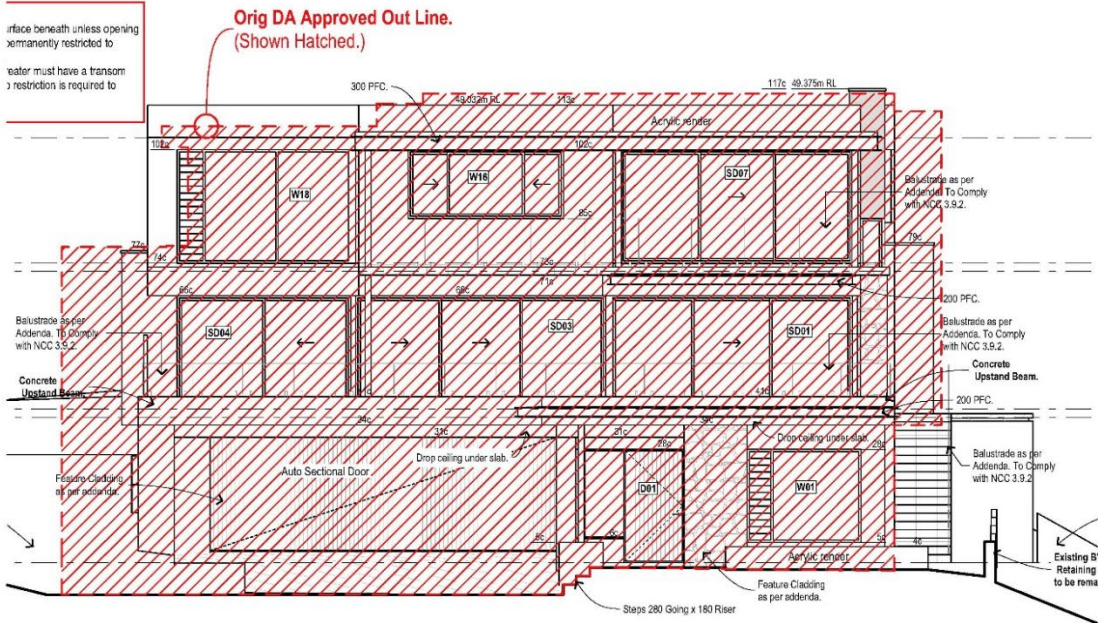 Orig DA Approved Out Line.
(Shown Hatched.)
urface beneath unless opening
permanently restricted to
reater must have a transom
o restriction is required to
300 PFC.
49.032m RL
113c
117c 49.375m RL
Acrylic render
102c
102c
W18
W16
SD07
85c
Balustrade as per
Addenda. To Comply
with NCC 3.9.2.
77c
74c
73c
79c
71c
66c
66c
200 PFC.
Balustrade as per
Addenda. To Comply
with NCC 3.9.2.
SD04
SD03
SD01
Balustrade as per
Addenda. To Comply
with NCC 3.9.2.
Concrete
Upstand Beam.
Concrete
Upstand Beam.
200 PFC.
34c
34c
31c
31c
28c
28c
Drop ceiling under slab.
Drop ceiling under slab.
Auto Sectional Door
Feature Cladding
as per addenda.
D01
W01
Balustrade as per
Addenda. To Comply
with NCC 3.9.2
5c
4c
Acrylic render
Existing B
Retaining
to be rema
Feature Cladding
as per addenda.
Steps 280 Going x 180 Riser